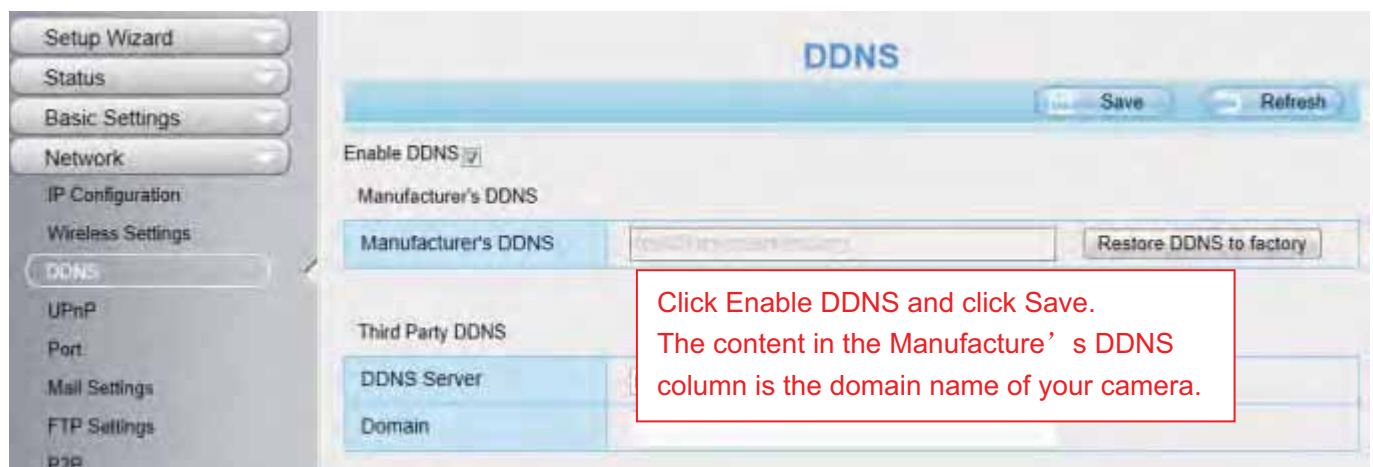 Setup Wizard
Status
Basic Settings
Network
IP Configuration
Wireless Settings
DDNS
UPnP
Port
Mail Settings
FTP Settings
P2P
DDNS
Save Refresh
Enable DDNS
Manufacturer's DDNS
Manufacturer's DDNS Restore DDNS to factory
Third Party DDNS
DDNS Server
Domain
Click Enable DDNS and click Save.
The content in the Manufacture’s DDNS
column is the domain name of your camera.